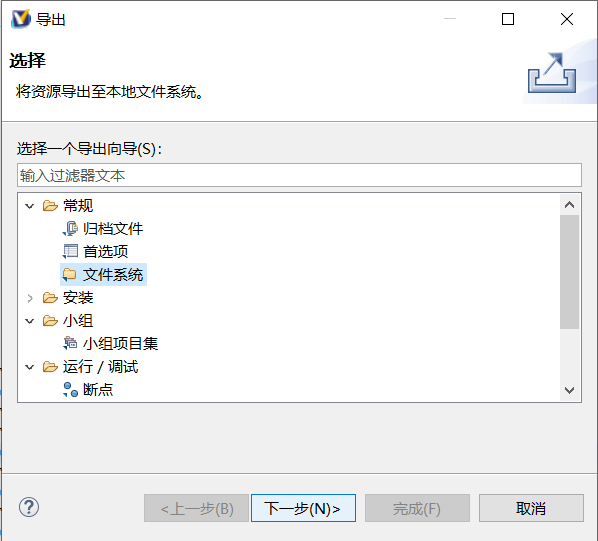 导出
选择
将资源导出至本地文件系统。
选择一个导出向导(S):
输入过滤器文本
常规
归档文件
首选项
文件系统
安装
小组
小组项目集
运行 / 调试
断点
<上一步(B) 下一步(N)> 完成(F) 取消